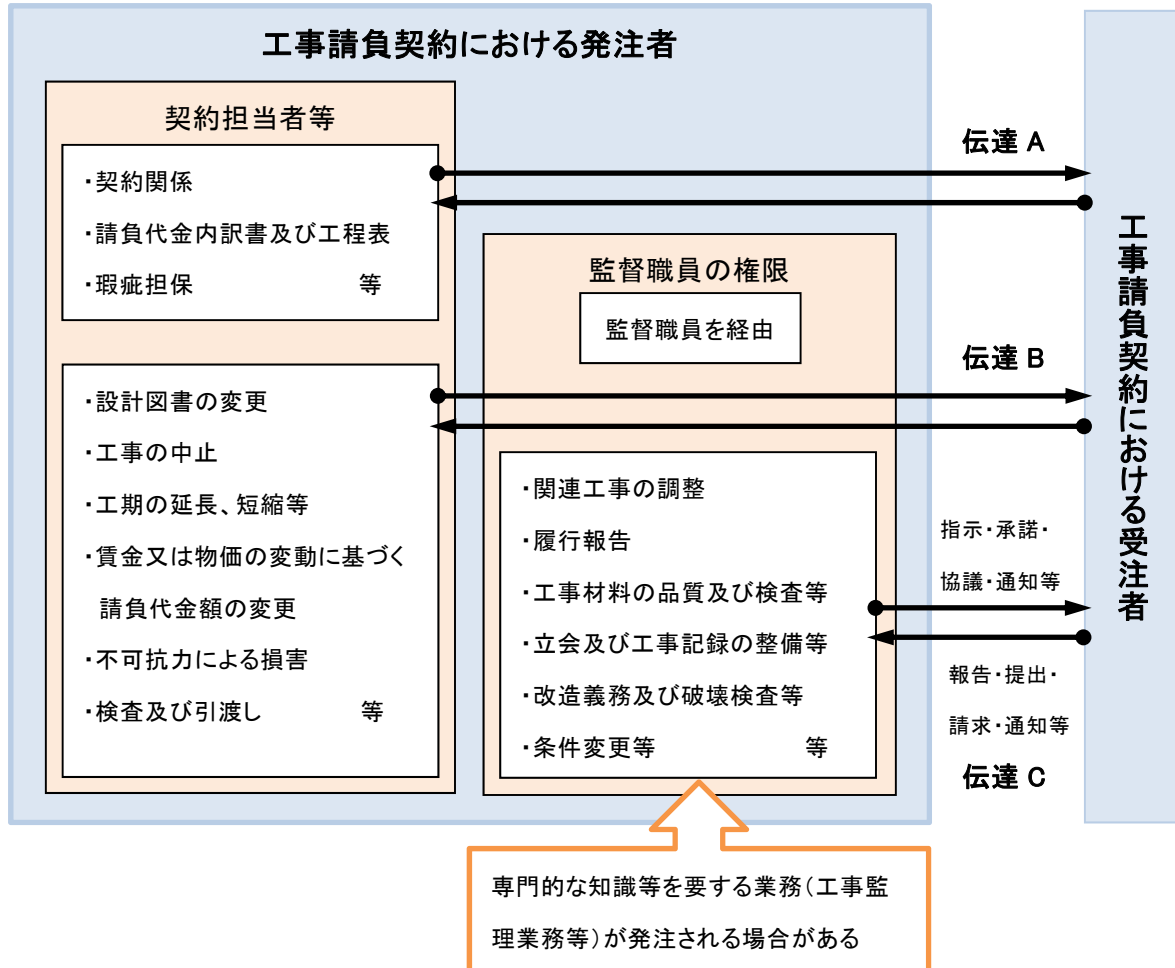 工事請負契約における発注者
契約担当者等
・契約関係
・請負代金内訳書及び工程表
・瑕疵担保 等
・設計図書の変更
・工事の中止
・工期の延長、短縮等
・賃金又は物価の変動に基づく
請負代金額の変更
・不可抗力による損害
・検査及び引渡し 等
監督職員の権限
監督職員を経由
・関連工事の調整
・履行報告
・工事材料の品質及び検査等
・立会及び工事記録の整備等
・改造義務及び破壊検査等
・条件変更等 等
伝達 A
伝達 B
指示・承諾・
協議・通知等
報告・提出・
請求・通知等
伝達 C
工事請負契約における受注者
専門的な知識等を要する業務(工事監
理業務等)が発注される場合がある